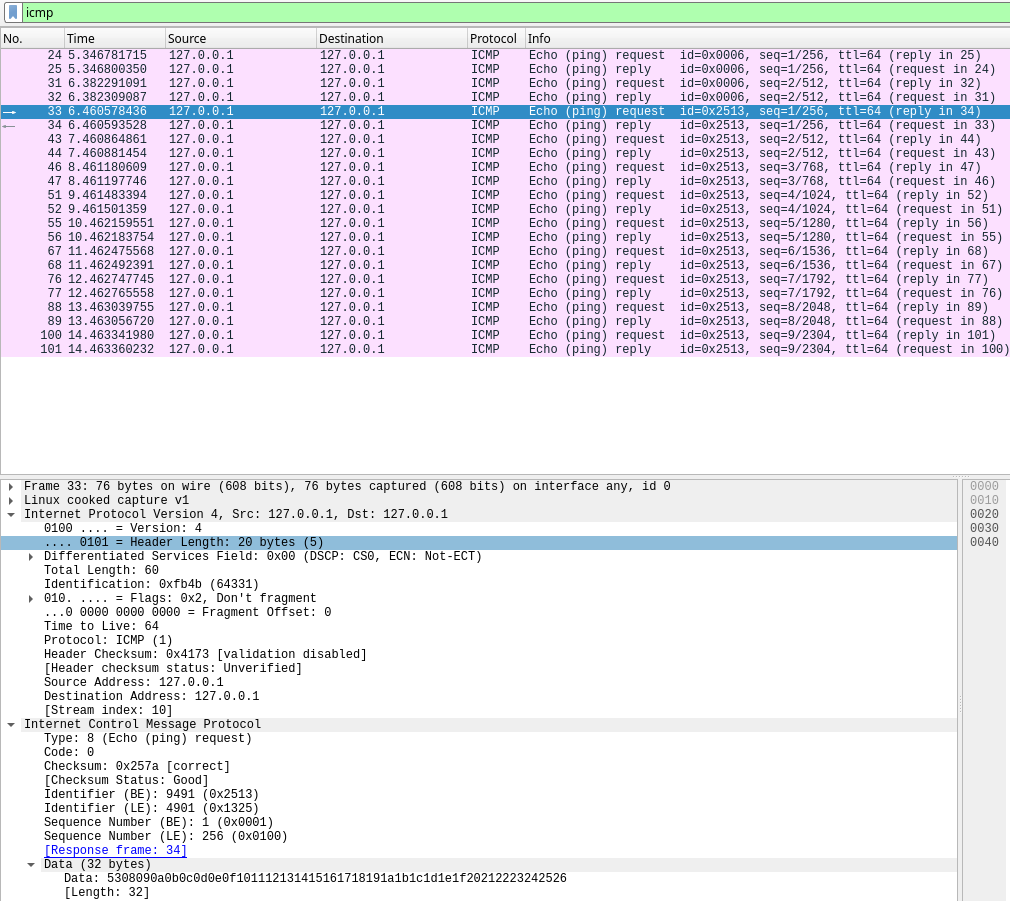 icmp
No. Time Source Destination Protocol Info
24 5.346781715 127.0.0.1 127.0.0.1 ICMP Echo (ping) request id=0x0006, seq=1/256, ttl=64 (reply in 25)
25 5.346800350 127.0.0.1 127.0.0.1 ICMP Echo (ping) reply id=0x0006, seq=1/256, ttl=64 (request in 24)
31 6.382291091 127.0.0.1 127.0.0.1 ICMP Echo (ping) request id=0x0006, seq=2/512, ttl=64 (reply in 32)
32 6.382309087 127.0.0.1 127.0.0.1 ICMP Echo (ping) reply id=0x0006, seq=2/512, ttl=64 (request in 31)
33 6.460578436 127.0.0.1 127.0.0.1 ICMP Echo (ping) request id=0x2513, seq=1/256, ttl=64 (reply in 34)
34 6.460593528 127.0.0.1 127.0.0.1 ICMP Echo (ping) reply id=0x2513, seq=1/256, ttl=64 (request in 33)
43 7.460864861 127.0.0.1 127.0.0.1 ICMP Echo (ping) request id=0x2513, seq=2/512, ttl=64 (reply in 44)
44 7.460881454 127.0.0.1 127.0.0.1 ICMP Echo (ping) reply id=0x2513, seq=2/512, ttl=64 (request in 43)
46 8.461180609 127.0.0.1 127.0.0.1 ICMP Echo (ping) request id=0x2513, seq=3/768, ttl=64 (reply in 47)
47 8.461197746 127.0.0.1 127.0.0.1 ICMP Echo (ping) reply id=0x2513, seq=3/768, ttl=64 (request in 46)
51 9.461483394 127.0.0.1 127.0.0.1 ICMP Echo (ping) request id=0x2513, seq=4/1024, ttl=64 (reply in 52)
52 9.461501359 127.0.0.1 127.0.0.1 ICMP Echo (ping) reply id=0x2513, seq=4/1024, ttl=64 (request in 51)
55 10.462159551 127.0.0.1 127.0.0.1 ICMP Echo (ping) request id=0x2513, seq=5/1280, ttl=64 (reply in 56)
56 10.462183754 127.0.0.1 127.0.0.1 ICMP Echo (ping) reply id=0x2513, seq=5/1280, ttl=64 (request in 55)
67 11.462475568 127.0.0.1 127.0.0.1 ICMP Echo (ping) request id=0x2513, seq=6/1536, ttl=64 (reply in 68)
68 11.462492391 127.0.0.1 127.0.0.1 ICMP Echo (ping) reply id=0x2513, seq=6/1536, ttl=64 (request in 67)
76 12.462747745 127.0.0.1 127.0.0.1 ICMP Echo (ping) request id=0x2513, seq=7/1792, ttl=64 (reply in 77)
77 12.462765558 127.0.0.1 127.0.0.1 ICMP Echo (ping) reply id=0x2513, seq=7/1792, ttl=64 (request in 76)
88 13.463039755 127.0.0.1 127.0.0.1 ICMP Echo (ping) request id=0x2513, seq=8/2048, ttl=64 (reply in 89)
89 13.463056720 127.0.0.1 127.0.0.1 ICMP Echo (ping) reply id=0x2513, seq=8/2048, ttl=64 (request in 88)
100 14.463341980 127.0.0.1 127.0.0.1 ICMP Echo (ping) request id=0x2513, seq=9/2304, ttl=64 (reply in 101)
101 14.463360232 127.0.0.1 127.0.0.1 ICMP Echo (ping) reply id=0x2513, seq=9/2304, ttl=64 (request in 100)
Frame 33: 76 bytes on wire (608 bits), 76 bytes captured (608 bits) on interface any, id 0
Linux cooked capture v1
Internet Protocol Version 4, Src: 127.0.0.1, Dst: 127.0.0.1
0100 .... = Version: 4
.... 0101 = Header Length: 20 bytes (5)
Differentiated Services Field: 0x00 (DSCP: CS0, ECN: Not-ECT)
Total Length: 60
Identification: 0xfb4b (64331)
010. .... = Flags: 0x2, Don't fragment
...0 0000 0000 0000 = Fragment Offset: 0
Time to Live: 64
Protocol: ICMP (1)
Header Checksum: 0x4173 [validation disabled]
[Header checksum status: Unverified]
Source Address: 127.0.0.1
Destination Address: 127.0.0.1
[Stream index: 10]
Internet Control Message Protocol
Type: 8 (Echo (ping) request)
Code: 0
Checksum: 0x257a [correct]
[Checksum Status: Good]
Identifier (BE): 9491 (0x2513)
Identifier (LE): 4901 (0x1325)
Sequence Number (BE): 1 (0x0001)
Sequence Number (LE): 256 (0x0100)
[Response frame: 34]
Data (32 bytes)
Data: 5308090a0b0c0d0e0f101112131415161718191a1b1c1d1e1f20212223242526
[Length: 32]
0000
0010
0020
0030
0040